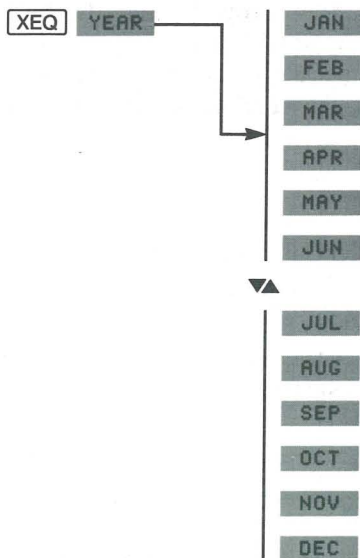 XEQ YEAR JAN
FEB
MAR
APR
MAY
JUN
JUL
AUG
SEP
OCT
NOV
DEC